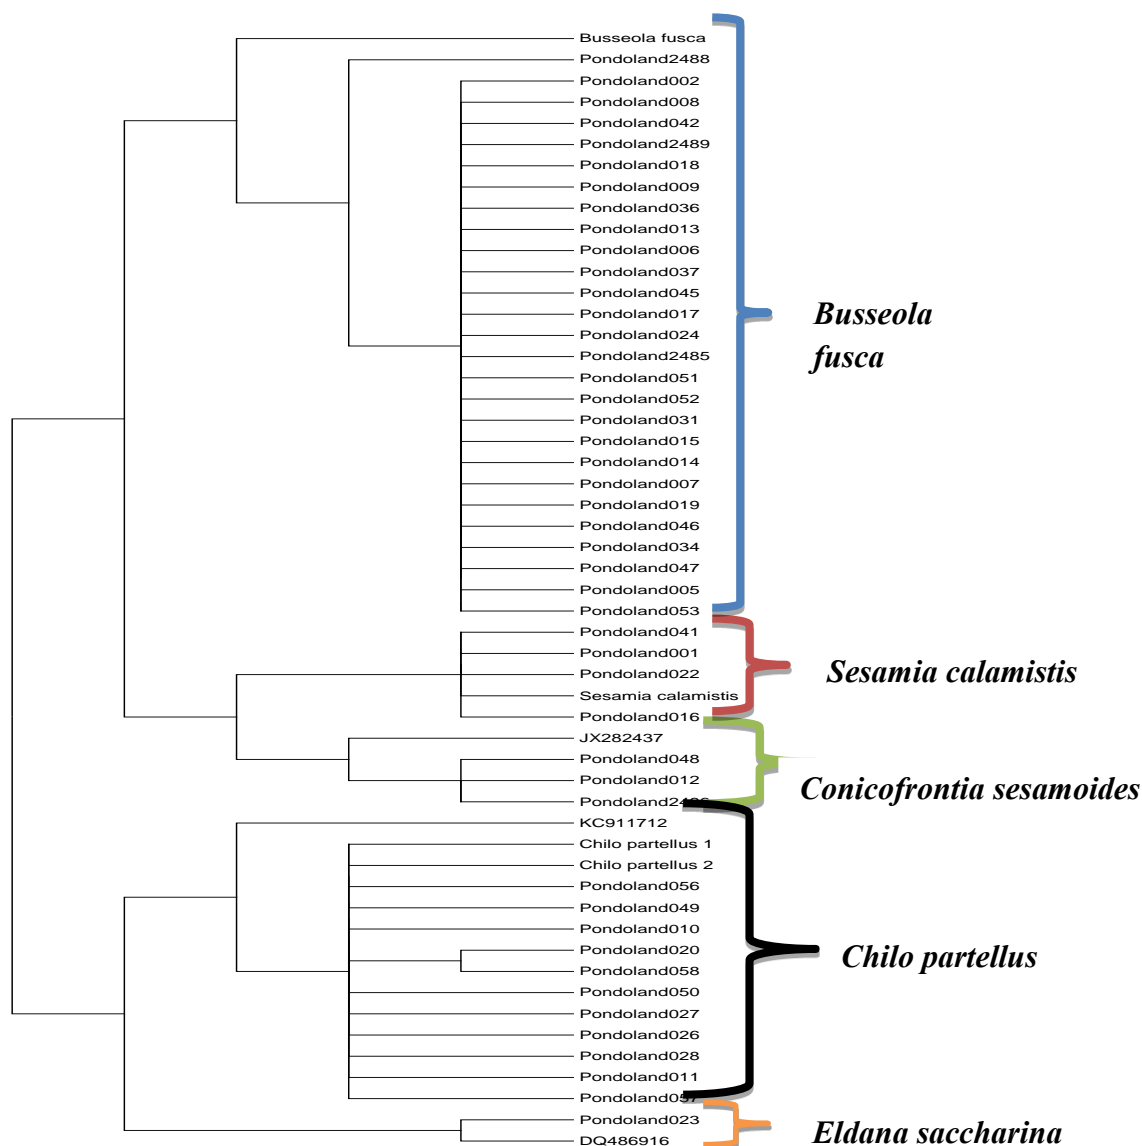 Busseola fusca
Pondoland2488
Pondoland002
Pondoland008
Pondoland042
Pondoland2489
Pondoland018
Pondoland009
Pondoland036
Pondoland013
Pondoland006
Pondoland037
Pondoland045
Pondoland017
Pondoland024
Pondoland2485
Pondoland051
Pondoland052
Pondoland031
Pondoland015
Pondoland014
Pondoland007
Pondoland019
Pondoland046
Pondoland034
Pondoland047
Pondoland005
Pondoland053
Busseola
fusca
Pondoland041
Pondoland001
Pondoland022
Sesamia calamistis
Pondoland016
Sesamia calamistis
JX282437
Pondoland048
Pondoland012
Conicofrontia sesamoides
KC911712
Chilo partellus 1
Chilo partellus 2
Pondoland056
Pondoland049
Pondoland010
Pondoland020
Pondoland058
Pondoland050
Pondoland027
Pondoland026
Pondoland028
Pondoland011
Pondoland057
Chilo partellus
Pondoland023
DQ486916
Eldana saccharina